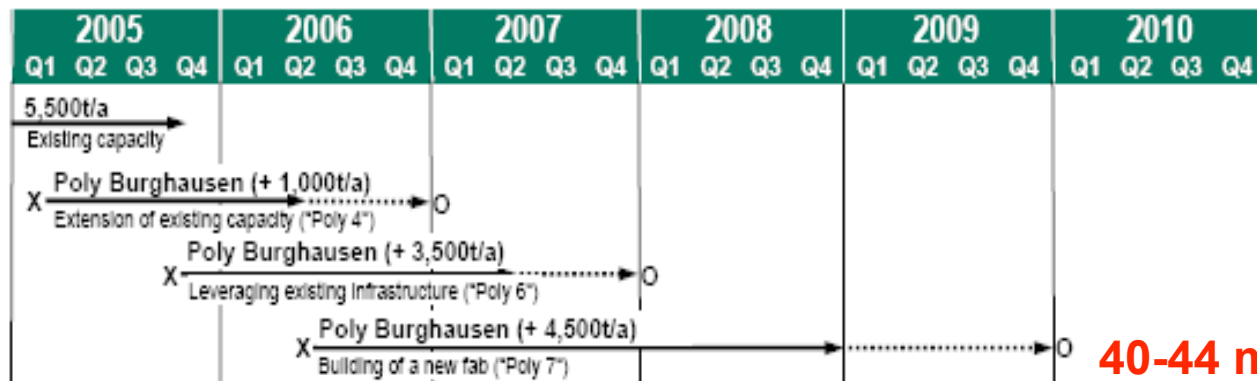 2005 2006 2007 2008 2009 2010
Q1 Q2 Q3 Q4 Q1 Q2 Q3 Q4 Q1 Q2 Q3 Q4 Q1 Q2 Q3 Q4 Q1 Q2 Q3 Q4 Q1 Q2 Q3 Q4
5,500t/a
Existing capacity
Poly Burghausen (+ 1,000t/a)
X O
Extension of existing capacity ("Poly 4")
Poly Burghausen (+ 3,500t/a)
X O
Leveraging existing infrastructure ("Poly 6")
Poly Burghausen (+ 4,500t/a)
X O
Building of a new fab ("Poly 7")
40-44